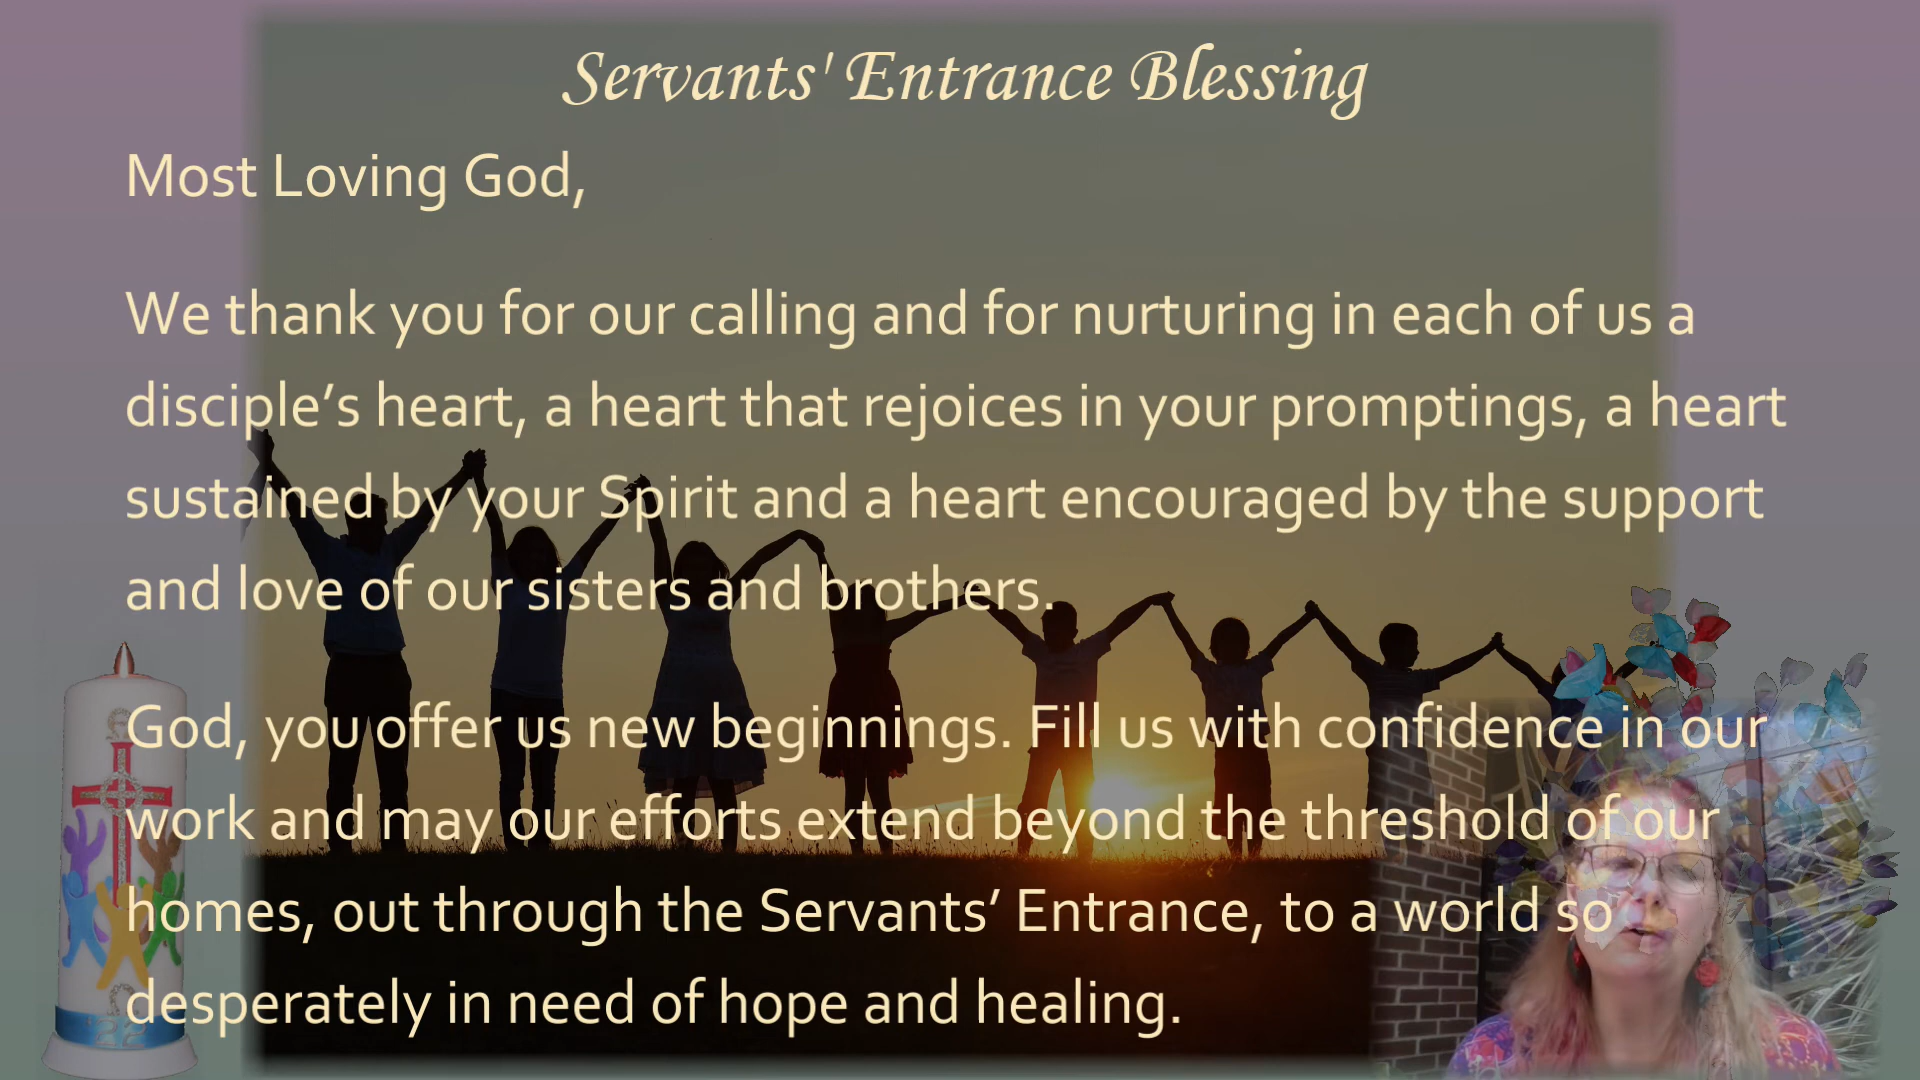 Servants' Entrance Blessing
Most Loving God,
We thank you for our calling and for nurturing in each of us a
disciple’s heart, a heart that rejoices in your promptings, a heart
sustained by your Spirit and a heart encouraged by the support
and love of our sisters and brothers.
God, you offer us new beginnings. Fill us with confidence in our
work and may our efforts extend beyond the threshold of our
homes, out through the Servants’ Entrance, to a world so
desperately in need of hope and healing.